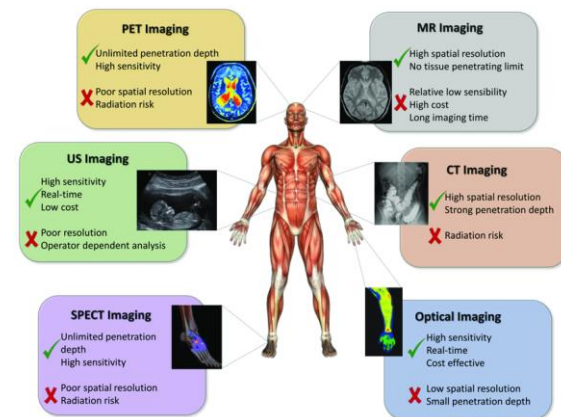 PET Imaging
Unlimited penetration depth
High sensitivity
Poor spatial resolution
Radiation risk
MR Imaging
High spatial resolution
No tissue penetrating limit
Relative low sensibility
High cost
Long imaging time
US Imaging
High sensitivity
Real-time
Low cost
Poor resolution
Operator dependent analysis
CT Imaging
High spatial resolution
Strong penetration depth
Radiation risk
SPECT Imaging
Unlimited penetration
depth
High sensitivity
Poor spatial resolution
Radiation risk
Optical Imaging
High sensitivity
Real-time
Cost effective
Low spatial resolution
Small penetration depth